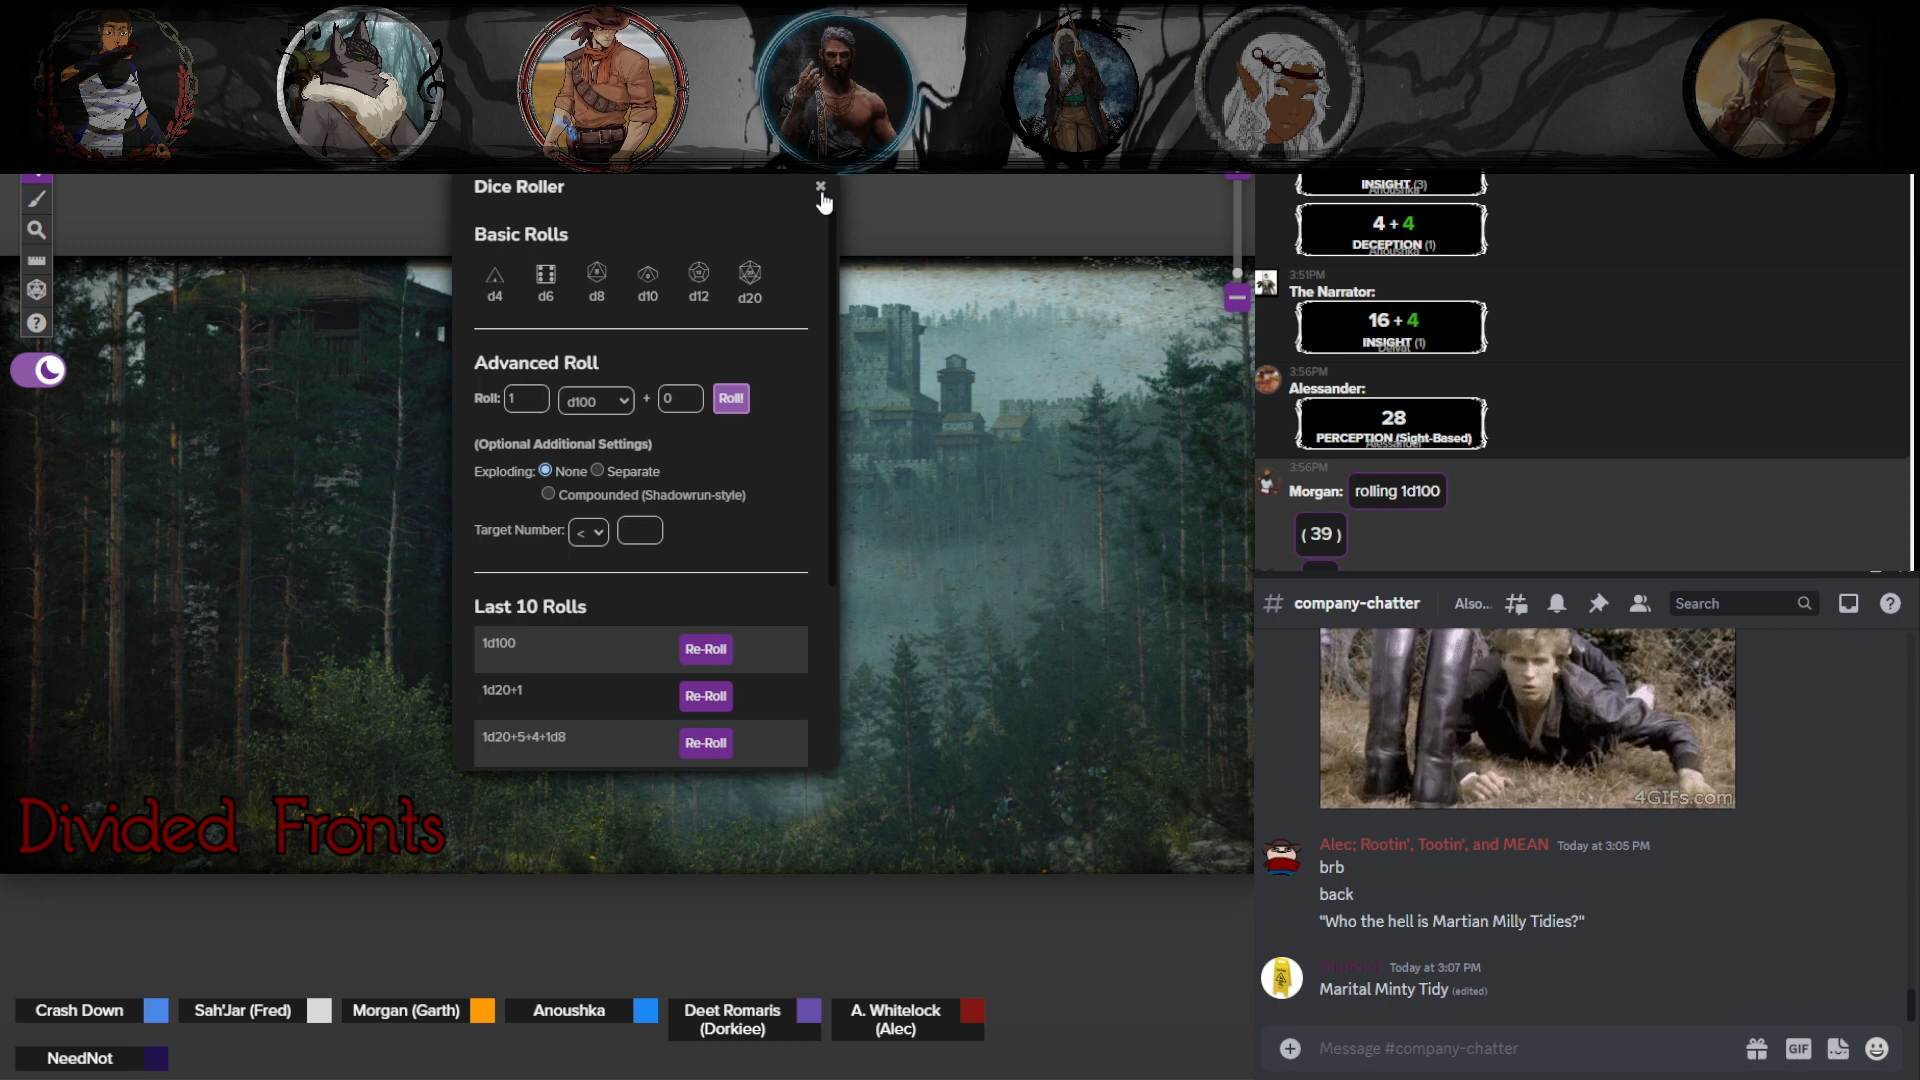 Dice Roller
Basic Rolls
d4
d6
d8
d10
d12
d20
Advanced Roll
Roll:
1
d100
+
0
Roll!
(Optional Additional Settings)
Exploding: None Separate
Compounded (Shadowrun-style)
Target Number: <
Last 10 Rolls
1d100
Re-Roll
1d20+1
Re-Roll
1d20+5+4+1d8
Re-Roll
Divided Fronts
Crash Down
Sah'Jar (Fred)
Morgan (Garth)
Anoushka
Deet Romaris
(Dorkiee)
A. Whitelock
(Alec)
NeedNot
INSIGHT (3)
Anoushka
4 + 4
DECEPTION (1)
Anoushka
3:51PM
The Narrator:
16 + 4
INSIGHT (1)
3:56PM
Alessander:
28
PERCEPTION (Sight-Based)
Alessander
3:56PM
Morgan: rolling 1d100
( 39 )
# company-chatter
Also...
Search
4GIFs.com
Alec; Rootin', Tootin', and MEAN Today at 3:05 PM
brb
back
"Who the hell is Martian Milly Tidies?"
Today at 3:07 PM
Marital Minty Tidy (edited)
Message #company-chatter
GIF